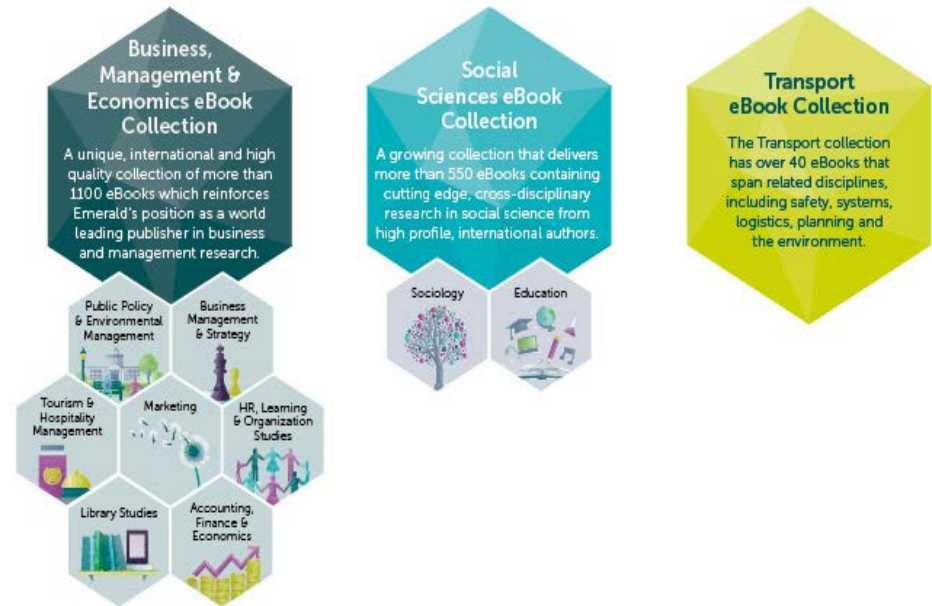 Business,
Management &
Economics eBook
Collection
A unique, international and high
quality collection of more than
1100 eBooks which reinforces
Emerald's position as a world
leading publisher in business
and management research.
Public Policy
& Environmental
Management
Business
Management
& Strategy
Tourism &
Hospitality
Management
Marketing
HR, Learning
& Organization
Studies
Library Studies
Accounting,
Finance &
Economics
Social
Sciences eBook
Collection
A growing collection that delivers
more than 550 eBooks containing
cutting edge, cross-disciplinary
research in social science from
high profile, international authors.
Sociology
Education
Transport
eBook Collection
The Transport collection
has over 40 eBooks that
span related disciplines,
including safety, systems,
logistics, planning and
the environment.